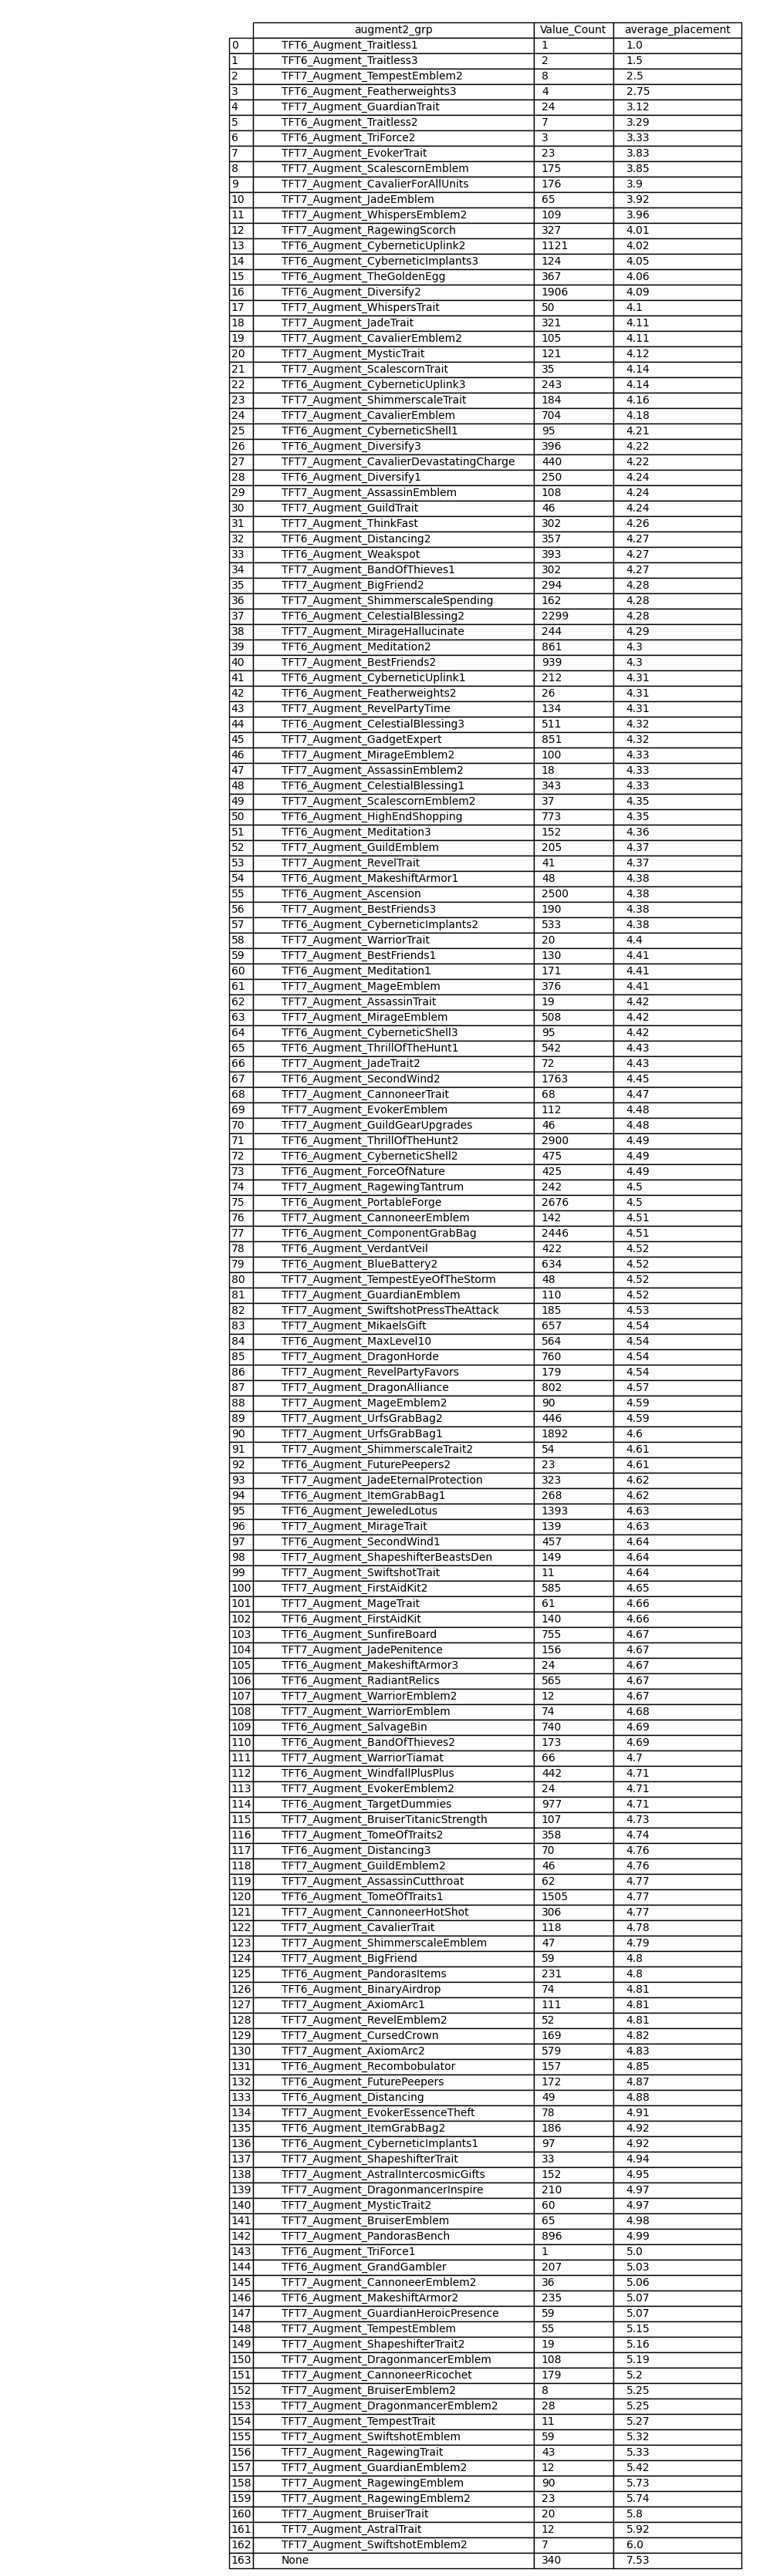 augment2_grp Value_Count average_placement
0 TFT6_Augment_Traitless1 1 1.0
1 TFT6_Augment_Traitless3 2 1.5
2 TFT7_Augment_TempestEmblem2 8 2.5
3 TFT6_Augment_Featherweights3 4 2.75
4 TFT7_Augment_GuardianTrait 24 3.12
5 TFT6_Augment_Traitless2 7 3.29
6 TFT6_Augment_TriForce2 3 3.33
7 TFT7_Augment_EvokerTrait 23 3.83
8 TFT7_Augment_ScalescornEmblem 175 3.85
9 TFT7_Augment_CavalierForAllUnits 176 3.9
10 TFT7_Augment_JadeEmblem 65 3.92
11 TFT7_Augment_WhispersEmblem2 109 3.96
12 TFT7_Augment_RagewingScorch 327 4.01
13 TFT6_Augment_CyberneticUplink2 1121 4.02
14 TFT6_Augment_CyberneticImplants3 124 4.05
15 TFT6_Augment_TheGoldenEgg 367 4.06
16 TFT6_Augment_Diversify2 1906 4.09
17 TFT7_Augment_WhispersTrait 50 4.1
18 TFT7_Augment_JadeTrait 321 4.11
19 TFT7_Augment_CavalierEmblem2 105 4.11
20 TFT7_Augment_MysticTrait 121 4.12
21 TFT7_Augment_ScalescornTrait 35 4.14
22 TFT6_Augment_CyberneticUplink3 243 4.14
23 TFT7_Augment_ShimmerscaleTrait 184 4.16
24 TFT7_Augment_CavalierEmblem 704 4.18
25 TFT6_Augment_CyberneticShell1 95 4.21
26 TFT6_Augment_Diversify3 396 4.22
27 TFT7_Augment_CavalierDevastatingCharge 440 4.22
28 TFT6_Augment_Diversify1 250 4.24
29 TFT7_Augment_AssassinEmblem 108 4.24
30 TFT7_Augment_GuildTrait 46 4.24
31 TFT7_Augment_ThinkFast 302 4.26
32 TFT6_Augment_Distancing2 357 4.27
33 TFT6_Augment_Weakspot 393 4.27
34 TFT7_Augment_BandOfThieves1 302 4.27
35 TFT7_Augment_BigFriend2 294 4.28
36 TFT7_Augment_ShimmerscaleSpending 162 4.28
37 TFT6_Augment_CelestialBlessing2 2299 4.28
38 TFT7_Augment_MirageHallucinate 244 4.29
39 TFT6_Augment_Meditation2 861 4.3
40 TFT7_Augment_BestFriends2 939 4.3
41 TFT6_Augment_CyberneticUplink1 212 4.31
42 TFT6_Augment_Featherweights2 26 4.31
43 TFT7_Augment_RevelPartyTime 134 4.31
44 TFT6_Augment_CelestialBlessing3 511 4.32
45 TFT7_Augment_GadgetExpert 851 4.32
46 TFT7_Augment_MirageEmblem2 100 4.33
47 TFT7_Augment_AssassinEmblem2 18 4.33
48 TFT6_Augment_CelestialBlessing1 343 4.33
49 TFT7_Augment_ScalescornEmblem2 37 4.35
50 TFT6_Augment_HighEndShopping 773 4.35
51 TFT6_Augment_Meditation3 152 4.36
52 TFT7_Augment_GuildEmblem 205 4.37
53 TFT7_Augment_RevelTrait 41 4.37
54 TFT6_Augment_MakeshiftArmor1 48 4.38
55 TFT6_Augment_Ascension 2500 4.38
56 TFT7_Augment_BestFriends3 190 4.38
57 TFT6_Augment_CyberneticImplants2 533 4.38
58 TFT7_Augment_WarriorTrait 20 4.4
59 TFT7_Augment_BestFriends1 130 4.41
60 TFT6_Augment_Meditation1 171 4.41
61 TFT7_Augment_MageEmblem 376 4.41
62 TFT7_Augment_AssassinTrait 19 4.42
63 TFT7_Augment_MirageEmblem 508 4.42
64 TFT6_Augment_CyberneticShell3 95 4.42
65 TFT6_Augment_ThrillOfTheHunt1 542 4.43
66 TFT7_Augment_JadeTrait2 72 4.43
67 TFT6_Augment_SecondWind2 1763 4.45
68 TFT7_Augment_CannoneerTrait 68 4.47
69 TFT7_Augment_EvokerEmblem 112 4.48
70 TFT7_Augment_GuildGearUpgrades 46 4.48
71 TFT6_Augment_ThrillOfTheHunt2 2900 4.49
72 TFT6_Augment_CyberneticShell2 475 4.49
73 TFT6_Augment_ForceOfNature 425 4.49
74 TFT7_Augment_RagewingTantrum 242 4.5
75 TFT6_Augment_PortableForge 2676 4.5
76 TFT7_Augment_CannoneerEmblem 142 4.51
77 TFT6_Augment_ComponentGrabBag 2446 4.51
78 TFT6_Augment_VerdantVeil 422 4.52
79 TFT6_Augment_BlueBattery2 634 4.52
80 TFT7_Augment_TempestEyeOfTheStorm 48 4.52
81 TFT7_Augment_GuardianEmblem 110 4.52
82 TFT7_Augment_SwiftshotPressTheAttack 185 4.53
83 TFT7_Augment_MikaelsGift 657 4.54
84 TFT6_Augment_MaxLevel10 564 4.54
85 TFT7_Augment_DragonHorde 760 4.54
86 TFT7_Augment_RevelPartyFavors 179 4.54
87 TFT7_Augment_DragonAlliance 802 4.57
88 TFT7_Augment_MageEmblem2 90 4.59
89 TFT7_Augment_UrfsGrabBag2 446 4.59
90 TFT7_Augment_UrfsGrabBag1 1892 4.6
91 TFT7_Augment_ShimmerscaleTrait2 54 4.61
92 TFT6_Augment_FuturePeepers2 23 4.61
93 TFT7_Augment_JadeEternalProtection 323 4.62
94 TFT6_Augment_ItemGrabBag1 268 4.62
95 TFT6_Augment_JeweledLotus 1393 4.63
96 TFT7_Augment_MirageTrait 139 4.63
97 TFT6_Augment_SecondWind1 457 4.64
98 TFT7_Augment_ShapeshifterBeastsDen 149 4.64
99 TFT7_Augment_SwiftshotTrait 11 4.64
100 TFT7_Augment_FirstAidKit2 585 4.65
101 TFT7_Augment_MageTrait 61 4.66
102 TFT6_Augment_FirstAidKit 140 4.66
103 TFT6_Augment_SunfireBoard 755 4.67
104 TFT7_Augment_JadePenitence 156 4.67
105 TFT6_Augment_MakeshiftArmor3 24 4.67
106 TFT6_Augment_RadiantRelics 565 4.67
107 TFT7_Augment_WarriorEmblem2 12 4.67
108 TFT7_Augment_WarriorEmblem 74 4.68
109 TFT6_Augment_SalvageBin 740 4.69
110 TFT6_Augment_BandOfThieves2 173 4.69
111 TFT7_Augment_WarriorTiamat 66 4.7
112 TFT6_Augment_WindfallPlusPlus 442 4.71
113 TFT7_Augment_EvokerEmblem2 24 4.71
114 TFT6_Augment_TargetDummies 977 4.71
115 TFT7_Augment_BruiserTitanicStrength 107 4.73
116 TFT7_Augment_TomeOfTraits2 358 4.74
117 TFT6_Augment_Distancing3 70 4.76
118 TFT7_Augment_GuildEmblem2 46 4.76
119 TFT7_Augment_AssassinCutthroat 62 4.77
120 TFT6_Augment_TomeOfTraits1 1505 4.77
121 TFT7_Augment_CannoneerHotShot 306 4.77
122 TFT7_Augment_CavalierTrait 118 4.78
123 TFT7_Augment_ShimmerscaleEmblem 47 4.79
124 TFT7_Augment_BigFriend 59 4.8
125 TFT6_Augment_PandorasItems 231 4.8
126 TFT6_Augment_BinaryAirdrop 74 4.81
127 TFT7_Augment_AxiomArc1 111 4.81
128 TFT7_Augment_RevelEmblem2 52 4.81
129 TFT7_Augment_CursedCrown 169 4.82
130 TFT7_Augment_AxiomArc2 579 4.83
131 TFT6_Augment_Recombobulator 157 4.85
132 TFT6_Augment_FuturePeepers 172 4.87
133 TFT6_Augment_Distancing 49 4.88
134 TFT7_Augment_EvokerEssenceTheft 78 4.91
135 TFT6_Augment_ItemGrabBag2 186 4.92
136 TFT6_Augment_CyberneticImplants1 97 4.92
137 TFT7_Augment_ShapeshifterTrait 33 4.94
138 TFT7_Augment_AstralIntercosmicGifts 152 4.95
139 TFT7_Augment_DragonmancerInspire 210 4.97
140 TFT7_Augment_MysticTrait2 60 4.97
141 TFT7_Augment_BruiserEmblem 65 4.98
142 TFT7_Augment_PandorasBench 896 4.99
143 TFT6_Augment_TriForce1 1 5.0
144 TFT6_Augment_GrandGambler 207 5.03
145 TFT7_Augment_CannoneerEmblem2 36 5.06
146 TFT6_Augment_MakeshiftArmor2 235 5.07
147 TFT7_Augment_GuardianHeroicPresence 59 5.07
148 TFT7_Augment_TempestEmblem 55 5.15
149 TFT7_Augment_ShapeshifterTrait2 19 5.16
150 TFT7_Augment_DragonmancerEmblem 108 5.19
151 TFT7_Augment_CannoneerRicochet 179 5.2
152 TFT7_Augment_BruiserEmblem2 8 5.25
153 TFT7_Augment_DragonmancerEmblem2 28 5.25
154 TFT7_Augment_TempestTrait 11 5.27
155 TFT7_Augment_SwiftshotEmblem 59 5.32
156 TFT7_Augment_RagewingTrait 43 5.33
157 TFT7_Augment_GuardianEmblem2 12 5.42
158 TFT7_Augment_RagewingEmblem 90 5.73
159 TFT7_Augment_RagewingEmblem2 23 5.74
160 TFT7_Augment_BruiserTrait 20 5.8
161 TFT7_Augment_AstralTrait 12 5.92
162 TFT7_Augment_SwiftshotEmblem2 7 6.0
163 None 340 7.53